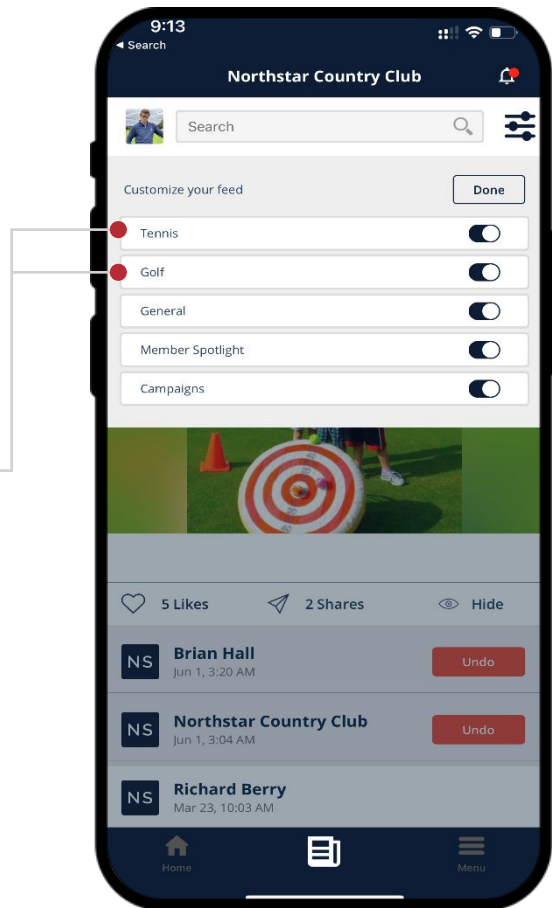 9:13
◀ Search
Northstar Country Club
Search
Customize your feed
Done
Tennis
Golf
General
Member Spotlight
Campaigns
5 Likes
2 Shares
Hide
NS
Brian Hall
Jun 1, 3:20 AM
Undo
NS
Northstar Country Club
Jun 1, 3:04 AM
Undo
NS
Richard Berry
Mar 23, 10:03 AM
Home
Menu